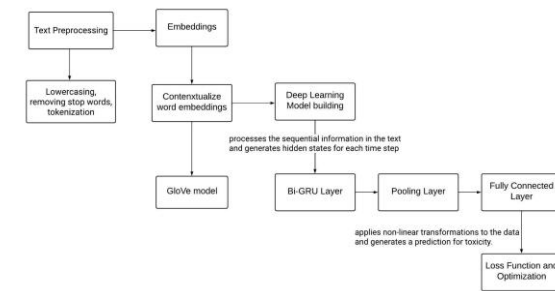 Text Preprocessing
Embeddings
Lowercasing,
removing stop words,
tokenization
Contenxtualize
word embeddings
Deep Learning
Model building
processes the sequential information in the text
and generates hidden states for each time step
GloVe model
Bi-GRU Layer
Pooling Layer
Fully Connected
Layer
applies non-linear transformations to the data
and generates a prediction for toxicity.
Loss Function and
Optimization